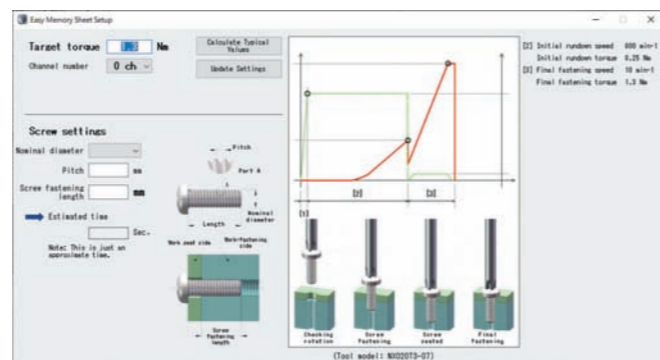 Easy Memory Sheet Setup
Target torque 1.3 Nm
Channel number 0 ch
Calculate Typical Values
Update Settings
Screw settings
Nominal diameter
Pitch mm
Screw fastening length mm
Estimated time
Sec.
Note: This is just an approximate time.
Pitch
Part A
Length
Nominal diameter
Work seat side
Work fastening side
Screw fastening length
[1]
[2]
[3]
Checking rotation
Screw fastening
Screw seated
Final fastening
(Tool model: NX020T3-07)
[2] Initial rundown speed 600 min-1
Initial rundown torque 0.25 Nm
[3] Final fastening speed 10 min-1
Final fastening torque 1.3 Nm